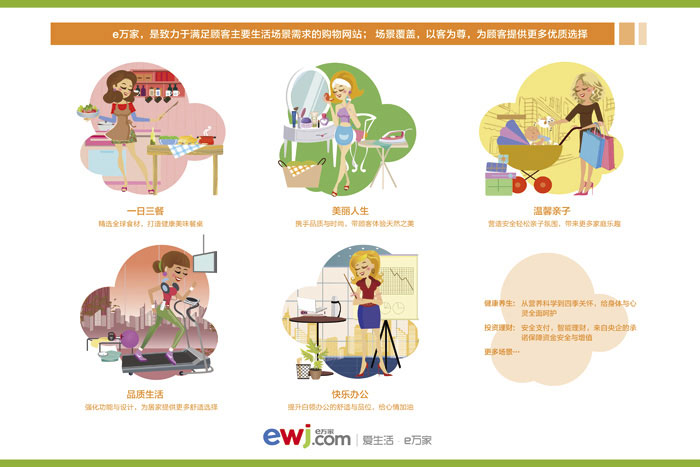 e万家，是致力于满足顾客主要生活场景需求的购物网站； 场景覆盖，以客为尊，为顾客提供更多优质选择
一日三餐
精选全球食材，打造健康美味餐桌
美丽人生
携手品质与时尚，带顾客体验天然之美
温馨亲子
营造安全轻松亲子氛围，带来更多家庭乐趣
品质生活
强化功能与设计，为居家提供更多舒适选择
快乐办公
提升白领办公的舒适与品位，给心情加油
健康养生： 从营养科学到四季关怀，给身体与心
灵全面呵护
投资理财： 安全支付，智能理财，来自央企的承
诺保障资金安全与增值
更多场景…
ewj.com e万家 | 爱生活 · e万家